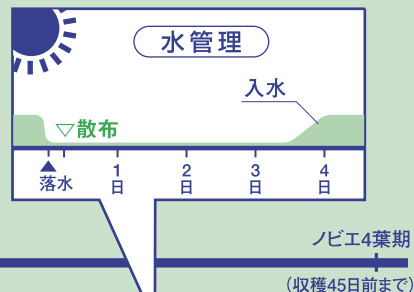 水管理
入水
▽散布
落水
1日
2日
3日
4日
ノビエ4葉期
(収穫45日前まで)